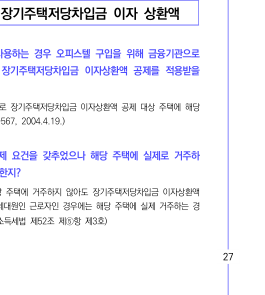 장기주택저당차입금 이자 상환액
사용하는 경우 오피스텔 구입을 위해 금융기관으로
장기주택저당차입금 이자상환액 공제를 적용받을
로 장기주택저당차입금 이자상환액 공제 대상 주택에 해당
567, 2004.4.19.)
제 요건을 갖추었으나 해당 주택에 실제로 거주하
한지?
당 주택에 거주하지 않아도 장기주택저당차입금 이자상환액
세대원인 근로자인 경우에는 해당 주택에 실제 거주하는 경
소득세법 제52조 제⑤항 제3호)
27